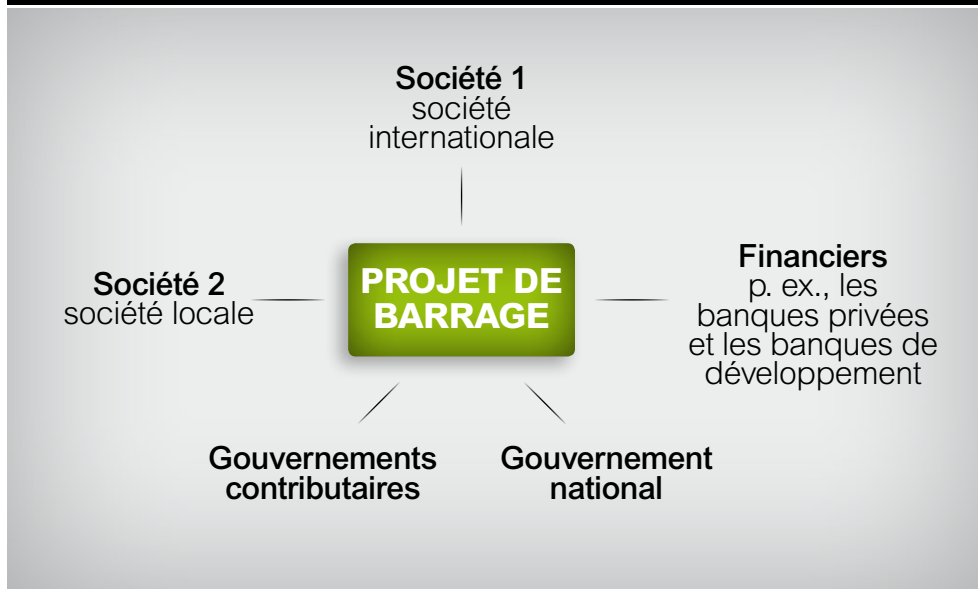 Société 1
société
internationale
PROJET DE
BARRAGE
Société 2
société locale
Financiers
p. ex., les
banques privées
et les banques de
développement
Gouvernements
contributaires
Gouvernement
national